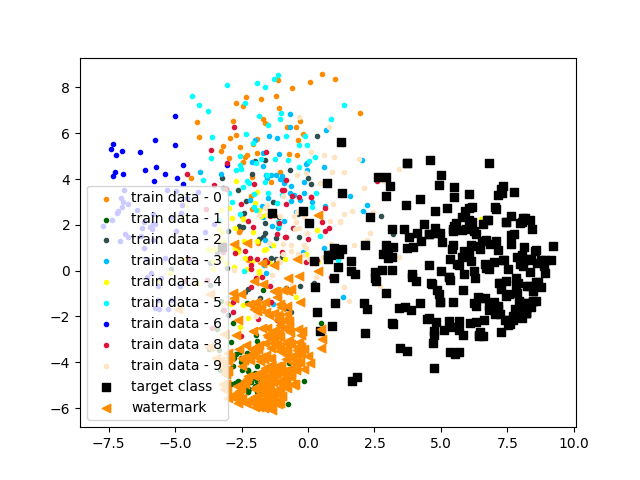 8
6
4
2
0
−2
−4
−6
train data - 0
train data - 1
train data - 2
train data - 3
train data - 4
train data - 5
train data - 6
train data - 8
train data - 9
target class
watermark
−7.5 −5.0 −2.5 0.0 2.5 5.0 7.5 10.0